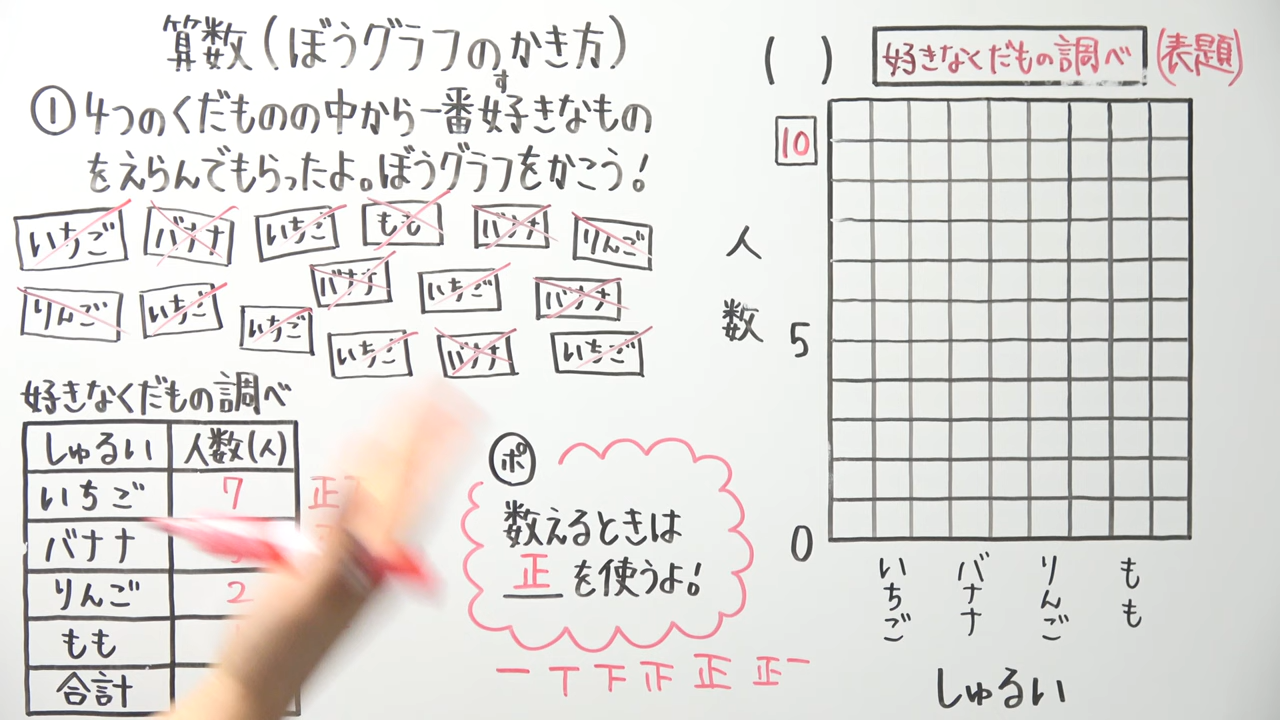 算数(ぼうグラフのかき方)
す
①4つのくだものの中から一番好きなもの
をえらんでもらったよ。ぼうグラフをかこう!
いちご バナナ いちご もも バナナ りんご
バナナ いちご バナナ
りんご いちご いちご
いちご バナナ いちご
好きなくだもの調べ
しゅるい 人数(人)
いちご 7 正
バナナ
りんご 2
もも
合計
ポ
数えるときは
正を使うよ!
一 T 下 正 正一
( ) 好きなくだもの調べ (表題)
10
人数
5
0
いちご バナナ りんご もも
しゅるい